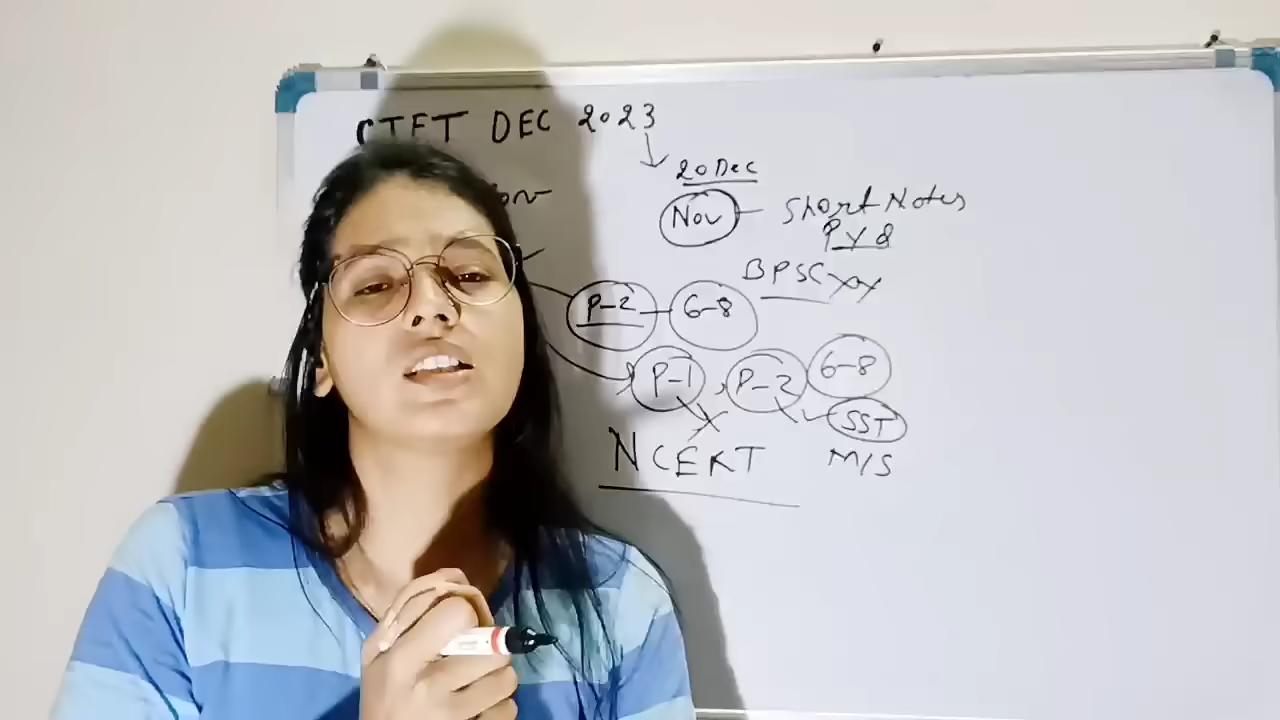 CTET DEC 2023
20 Dec
Nov - Short Notes
PYQ
BPSC xx
P-2 - 6-8
P-1, P-2 6-8
SST
NCERT M/S